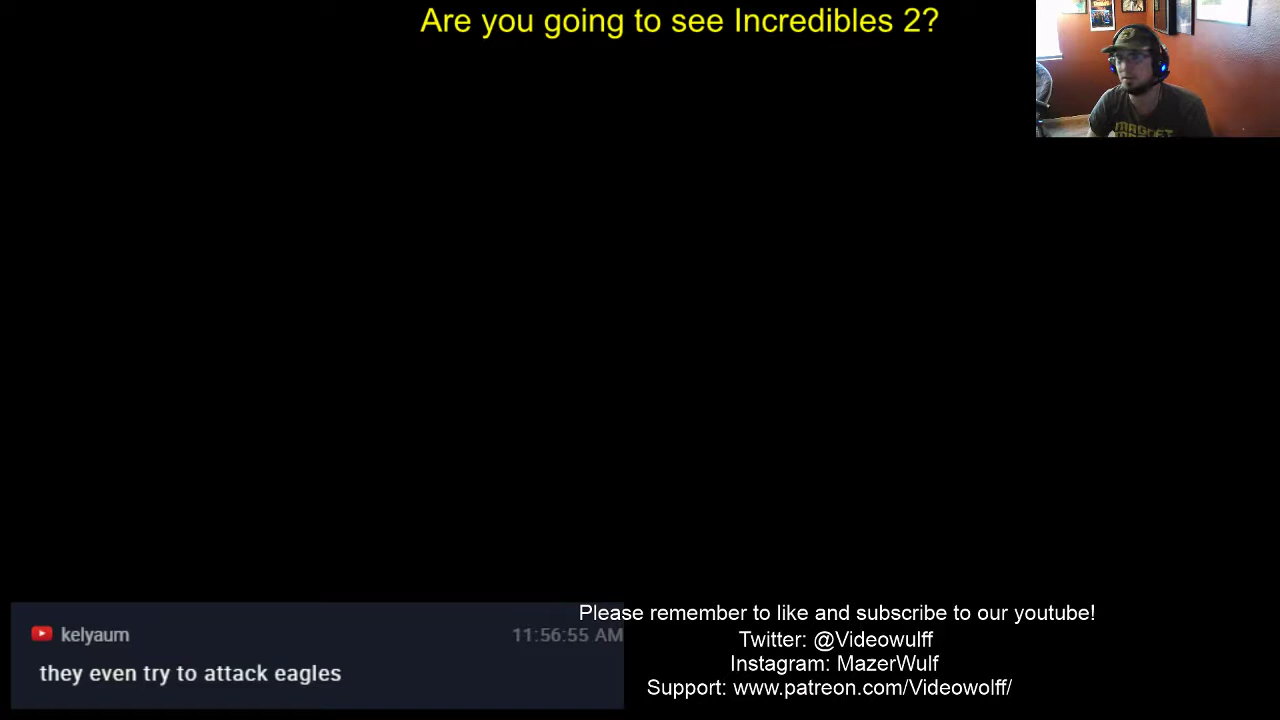 Are you going to see Incredibles 2?
kelyaum 11:56:55 AM
they even try to attack eagles
Please remember to like and subscribe to our youtube!
Twitter: @Videowulff
Instagram: MazerWulf
Support: www.patreon.com/Videowolff/